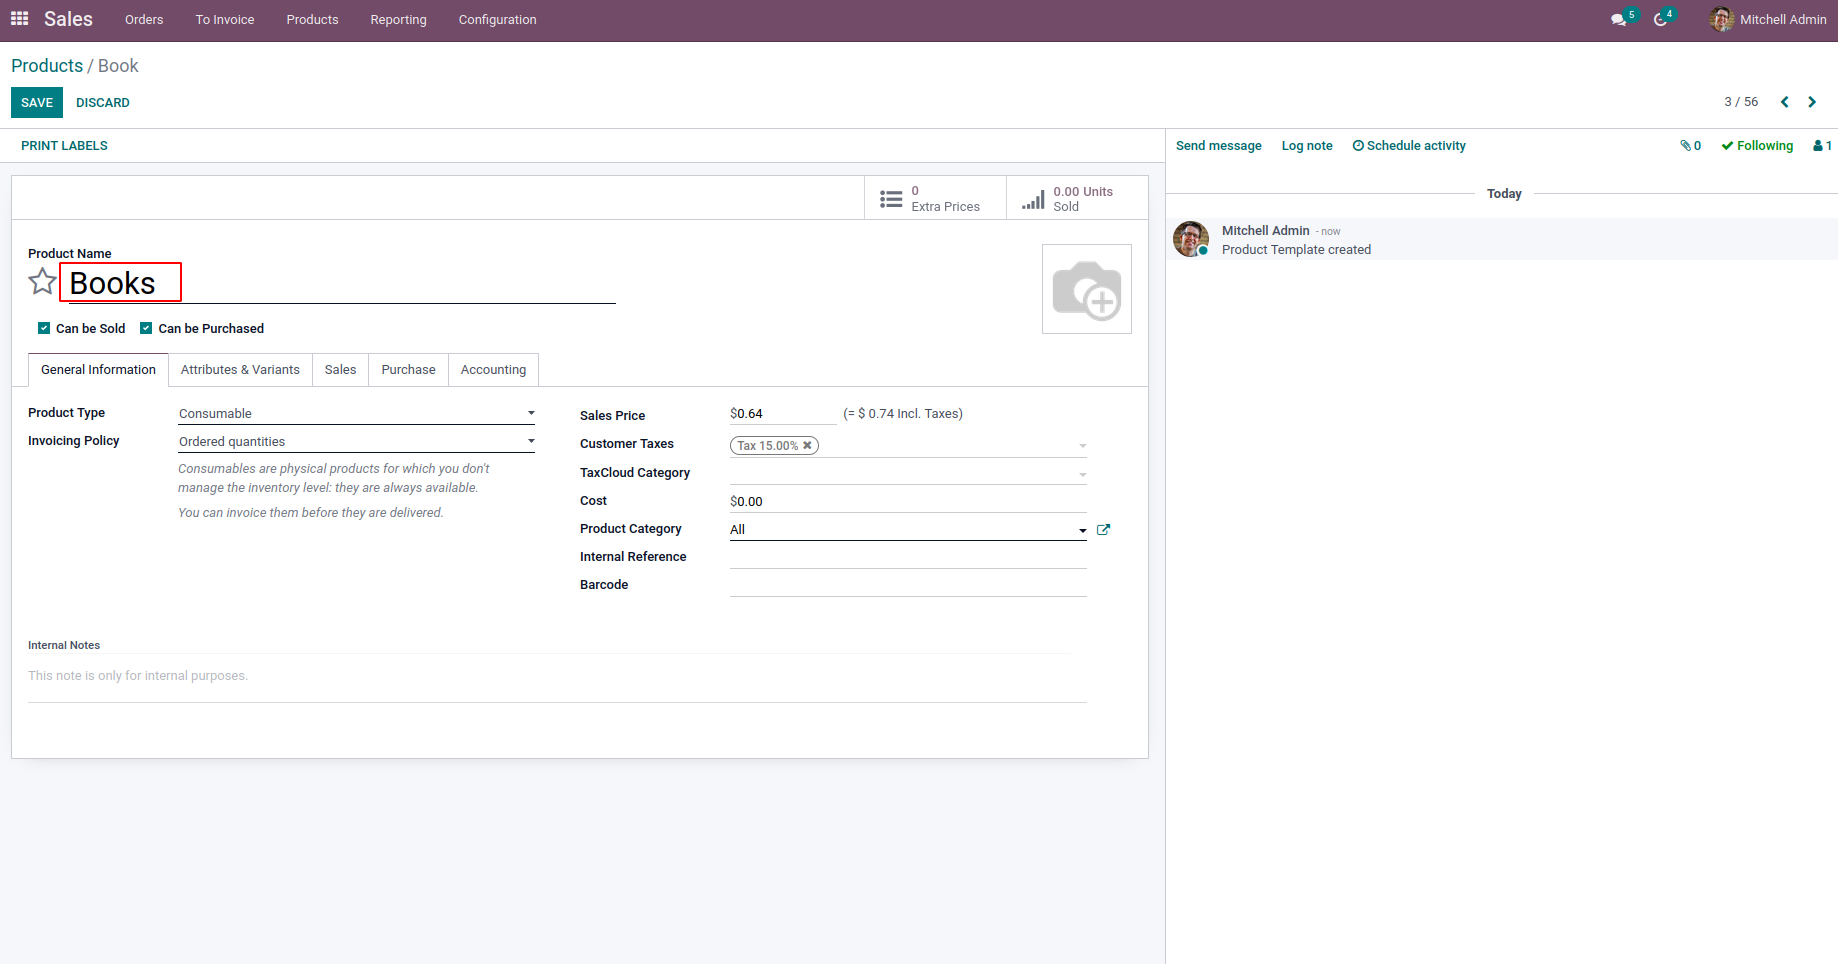 Sales Orders To Invoice Products Reporting Configuration 5 4 Mitchell Admin
Products / Book
SAVE DISCARD 3 / 56
PRINT LABELS
Send message Log note Schedule activity 0 Following 1
0
Extra Prices
0.00 Units
Sold
Today
Mitchell Admin - now
Product Template created
Product Name
Books
Can be Sold Can be Purchased
General Information Attributes & Variants Sales Purchase Accounting
Product Type Consumable
Invoicing Policy Ordered quantities
Consumables are physical products for which you don't
manage the inventory level: they are always available.
You can invoice them before they are delivered.
Sales Price $0.64 (= $ 0.74 Incl. Taxes)
Customer Taxes Tax 15.00%
TaxCloud Category
Cost $0.00
Product Category All
Internal Reference
Barcode
Internal Notes
This note is only for internal purposes.